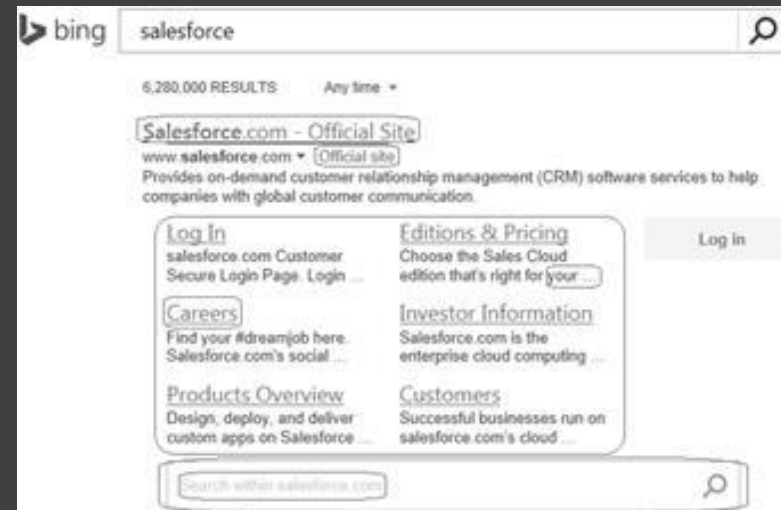 bing
salesforce
6,280,000 RESULTS Any time
Salesforce.com - Official Site
www.salesforce.com Official site
Provides on-demand customer relationship management (CRM) software services to help
companies with global customer communication.
Log In
salesforce.com Customer
Secure Login Page. Login ...
Editions & Pricing
Choose the Sales Cloud
edition that's right for your ...
Log in
Careers
Find your #dreamjob here.
Salesforce.com's social ...
Investor Information
Salesforce.com is the
enterprise cloud computing ...
Products Overview
Design, deploy, and deliver
custom apps on Salesforce ...
Customers
Successful businesses run on
salesforce.com's cloud ...
Search within salesforce.com